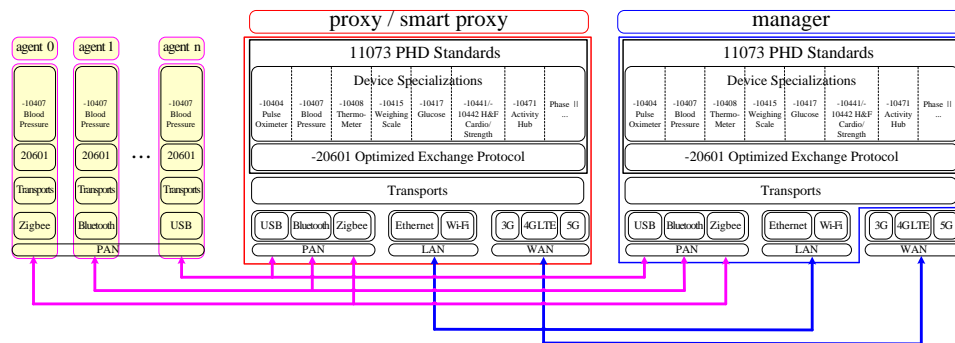 proxy / smart proxy
manager
agent 0
agent 1
agent n
-10407
Blood
Pressure
20601
Transports
Zigbee
-10407
Blood
Pressure
20601
Transports
Bluetooth
...
-10407
Blood
Pressure
20601
Transports
USB
PAN
11073 PHD Standards
Device Specializations
-10404
Pulse
Oximeter
-10407
Blood
Pressure
-10408
Thermo-
Meter
-10415
Weighing
Scale
-10417
Glucose
-10441/-
10442 H&F
Cardio/
Strength
-10471
Activity
Hub
Phase II
...
-20601 Optimized Exchange Protocol
Transports
USB Bluetooth Zigbee
Ethernet Wi-Fi
3G 4GLTE 5G
PAN
LAN
WAN
11073 PHD Standards
Device Specializations
-10404
Pulse
Oximeter
-10407
Blood
Pressure
-10408
Thermo-
Meter
-10415
Weighing
Scale
-10417
Glucose
-10441/-
10442 H&F
Cardio/
Strength
-10471
Activity
Hub
Phase II
...
-20601 Optimized Exchange Protocol
Transports
USB Bluetooth Zigbee
Ethernet Wi-Fi
3G 4GLTE 5G
PAN
LAN
WAN